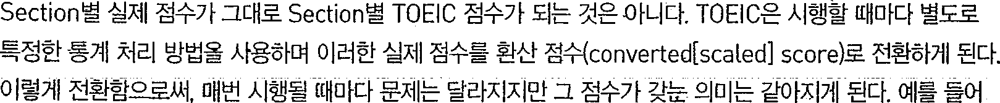 Section별 실제 점수가 그대로 Section별 TOEIC 점수가 되는 것은 아니다. TOEIC은 시행할 때마다 별도로
특정한 통계 처리 방법을 사용하며 이러한 실제 점수를 환산 점수(converted[scaled] score)로 전환하게 된다.
이렇게 전환함으로써, 매번 시행될 때마다 문제는 달라지지만 그 점수가 갖는 의미는 같아지게 된다. 예를 들어